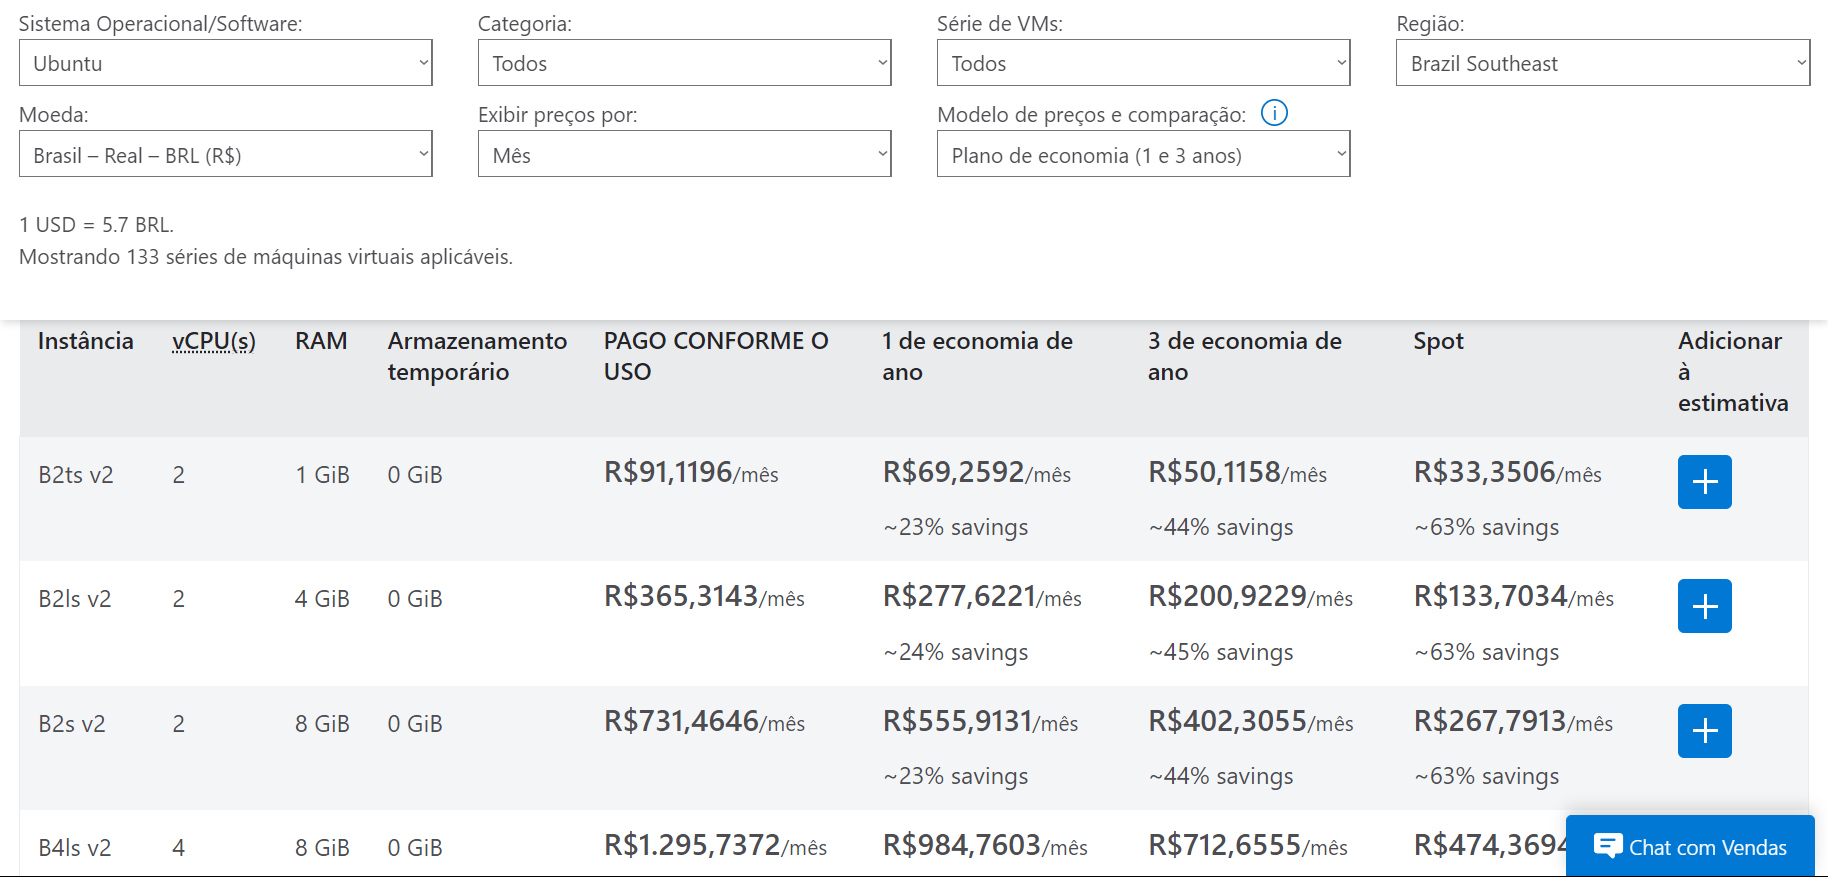 Sistema Operacional/Software: Categoria: Série de VMs: Região:
Ubuntu Todos Todos Brazil Southeast
Moeda: Exibir preços por: Modelo de preços e comparação: i
Brasil – Real – BRL (R$) Mês Plano de economia (1 e 3 anos)
1 USD = 5.7 BRL.
Mostrando 133 séries de máquinas virtuais aplicáveis.
Instância vCPU(s) RAM Armazenamento temporário PAGO CONFORME O USO 1 de economia de ano 3 de economia de ano Spot Adicionar à estimativa
B2ts v2 2 1 GiB 0 GiB R$91,1196/mês R$69,2592/mês R$50,1158/mês R$33,3506/mês +
~23% savings ~44% savings ~63% savings
B2ls v2 2 4 GiB 0 GiB R$365,3143/mês R$277,6221/mês R$200,9229/mês R$133,7034/mês +
~24% savings ~45% savings ~63% savings
B2s v2 2 8 GiB 0 GiB R$731,4646/mês R$555,9131/mês R$402,3055/mês R$267,7913/mês +
~23% savings ~44% savings ~63% savings
B4ls v2 4 8 GiB 0 GiB R$1.295,7372/mês R$984,7603/mês R$712,6555/mês R$474,3694
Chat com Vendas